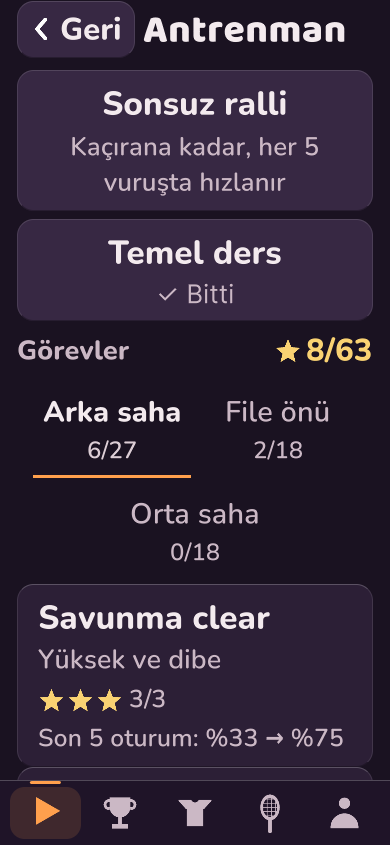 Geri Antrenman
Sonsuz ralli
Kaçırana kadar, her 5
vuruşta hızlanır
Temel ders
✓ Bitti
Görevler ★ 8/63
Arka saha File önü
6/27 2/18
Orta saha
0/18
Savunma clear
Yüksek ve dibe
★★★ 3/3
Son 5 oturum: %33 → %75